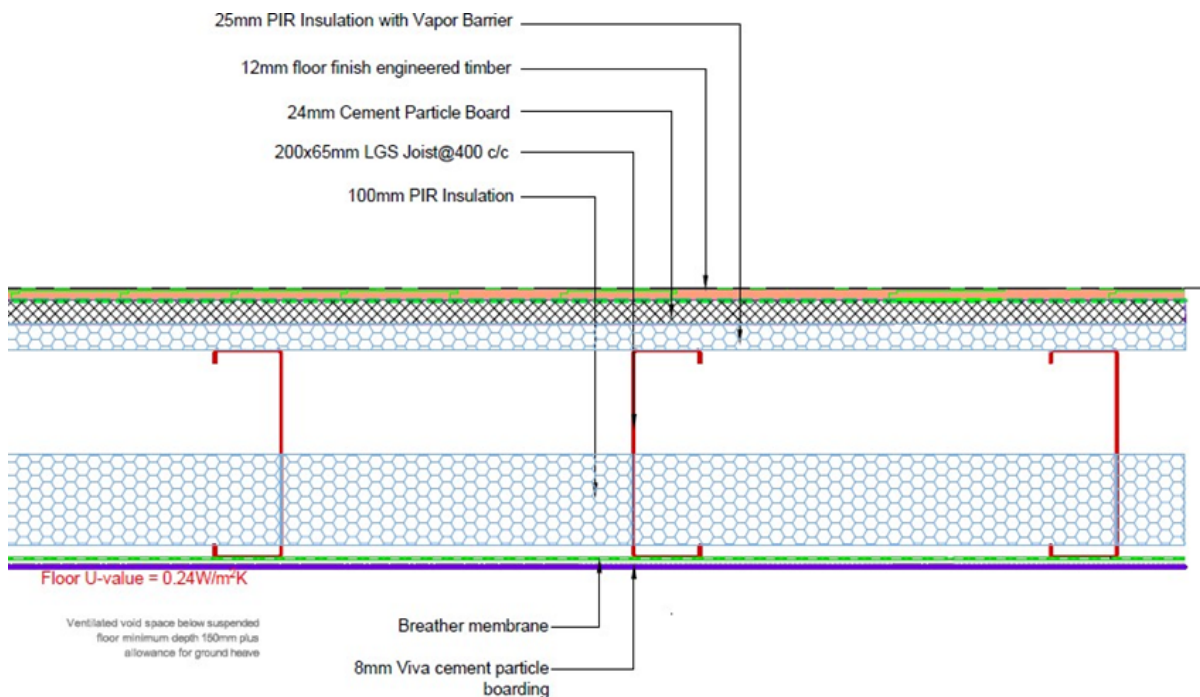 25mm PIR Insulation with Vapor Barrier
12mm floor finish engineered timber
24mm Cement Particle Board
200x65mm LGS Joist@400 c/c
100mm PIR Insulation
Floor U-value = 0.24W/m²K
Ventilated void space below suspended
floor minimum depth 150mm plus
allowance for ground heave
Breather membrane
8mm Viva cement particle
boarding